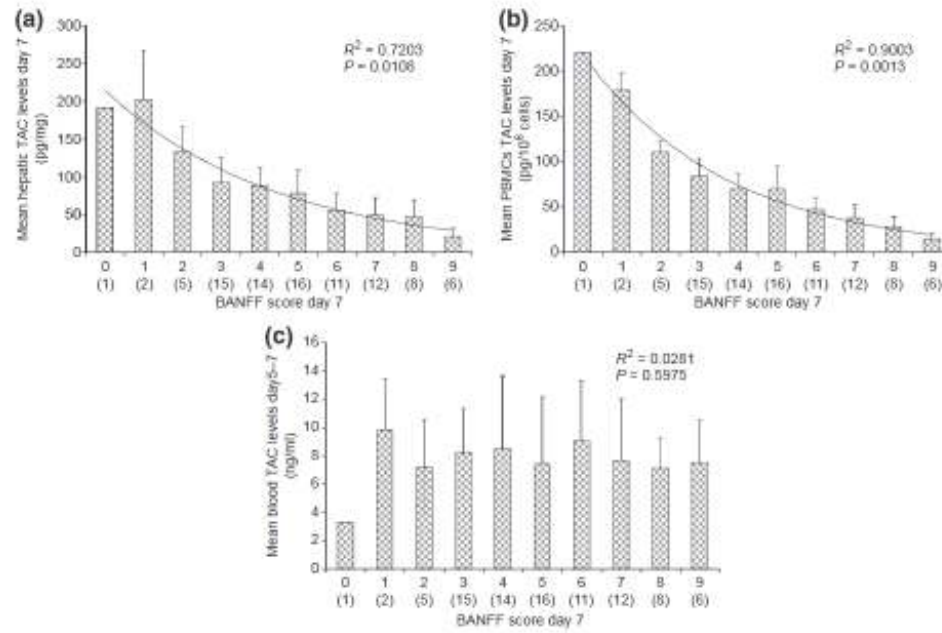 (a)
300
250
200
150
100
50
0
Mean hepatic TAC levels day 7
(pg/mg)
R² = 0.7203
P = 0.0108
0 1 2 3 4 5 6 7 8 9
(1) (2) (5) (15) (14) (16) (11) (12) (8) (6)
BANFF score day 7
(b)
200
150
100
50
0
Mean PBMCs TAC levels day 7
(pg/10⁶ cells)
R² = 0.9003
P = 0.0013
0 1 2 3 4 5 6 7 8 9
(1) (2) (5) (15) (14) (16) (11) (12) (8) (6)
BANFF score day 7
(c)
16
14
12
10
8
6
4
2
0
Mean blood TAC levels day5–7
(ng/ml)
R² = 0.0281
P = 0.5975
0 1 2 3 4 5 6 7 8 9
(1) (2) (5) (15) (14) (16) (11) (12) (8) (6)
BANFF score day 7